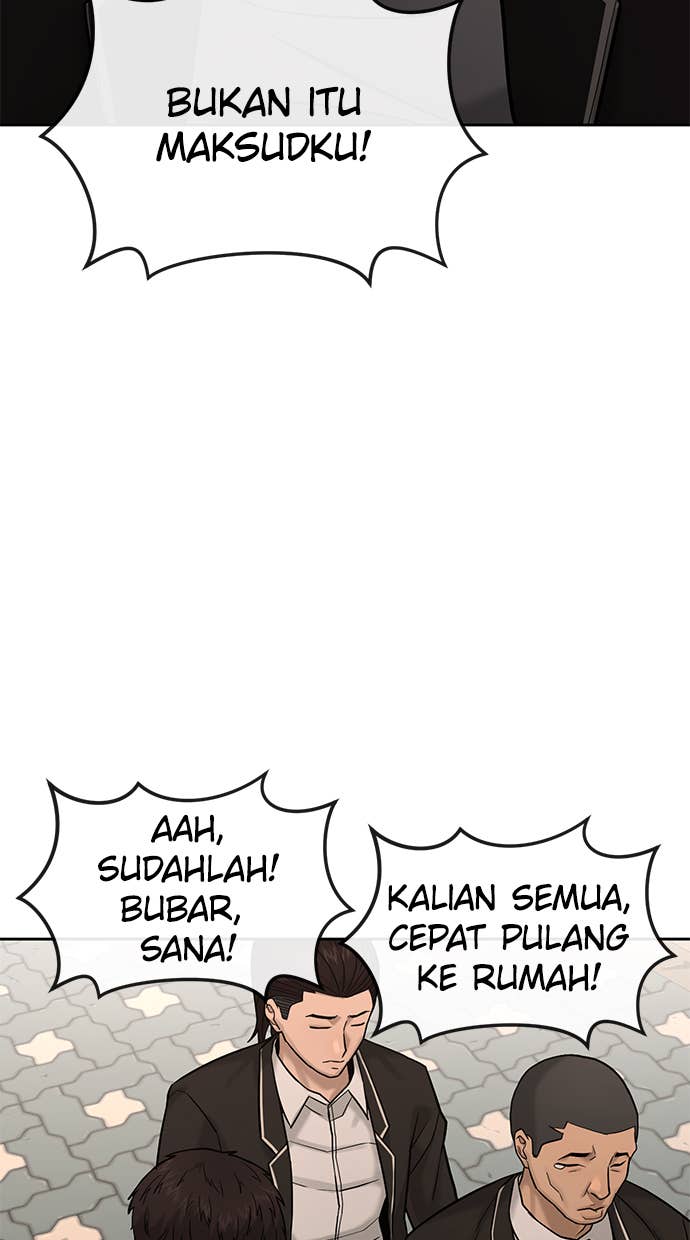 BUKAN ITU
MAKSUDKU!
AAH,
SUDAHLAH!
BUBAR,
SANA!
KALIAN SEMUA,
CEPAT PULANG
KE RUMAH!